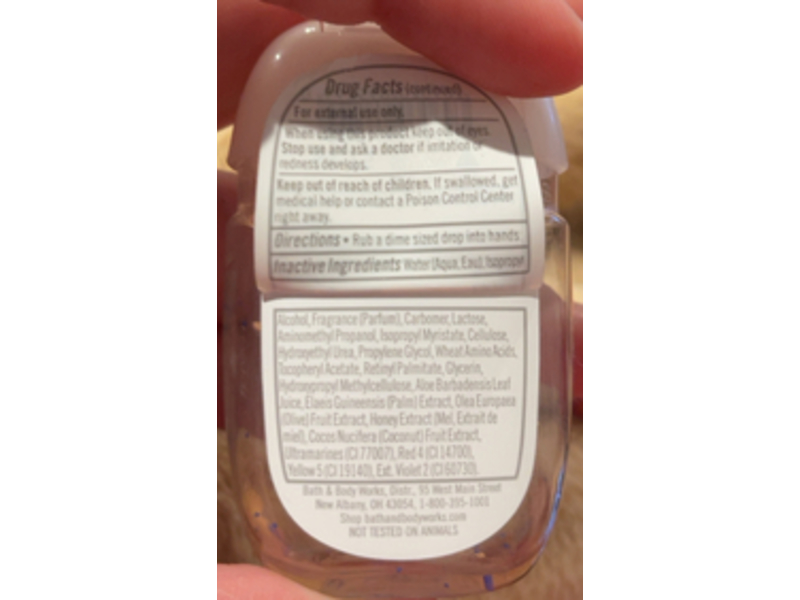 Drug Facts (continued)
For external use only.
When using this product keep out of eyes.
Stop use and ask a doctor if irritation or
redness develops.
Keep out of reach of children. If swallowed, get
medical help or contact a Poison Control Center
right away.
Directions • Rub a dime sized drop into hands
Inactive Ingredients Water (Aqua, Eau), Isopropyl
Alcohol, Fragrance (Parfum), Carbomer, Lactose,
Aminomethyl Propanol, Isopropyl Myristate, Cellulose,
Hydroxyethyl Urea, Propylene Glycol, Wheat Amino Acids,
Tocopheryl Acetate, Retinyl Palmitate, Glycerin,
Hydroxypropyl Methylcellulose, Aloe Barbadensis Leaf
Juice, Elaeis Guineensis (Palm) Extract, Olea Europaea
(Olive) Fruit Extract, Honey Extract (Mel, Extrait de
miel), Cocos Nucifera (Coconut) Fruit Extract,
Ultramarines (CI 77007), Red 4 (CI 14700),
Yellow 5 (CI 19140), Ext. Violet 2 (CI 60730).
Bath & Body Works, Distr., 95 West Main Street
New Albany, OH 43054, 1-800-395-1001
Shop bathandbodyworks.com
NOT TESTED ON ANIMALS